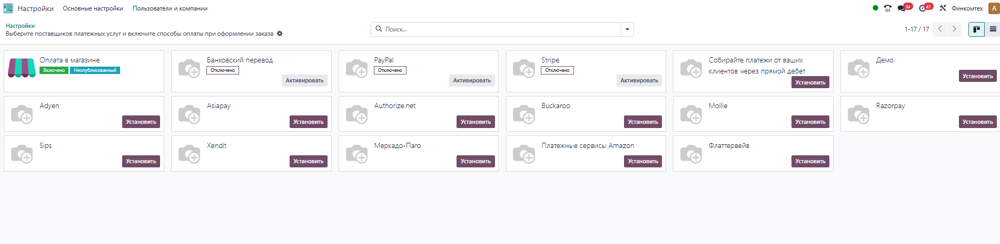 Настройки Основные настройки Пользователи и компании 34 47 Финкомтех A
Настройки
Выберите поставщиков платежных услуг и включите способы оплаты при оформлении заказа
Поиск...
1-17 / 17
Оплата в магазине
Включено Неопубликованный
Банковский перевод
Отключено
Активировать
PayPal
Отключено
Активировать
Stripe
Отключено
Активировать
Собирайте платежи от ваших
клиентов через прямой дебет
Установить
Демо
Установить
Adyen
Установить
Asiapay
Установить
Authorize.net
Установить
Buckaroo
Установить
Mollie
Установить
Razorpay
Установить
Sips
Установить
Xendit
Установить
Меркадо-Паго
Установить
Платежные сервисы Amazon
Установить
Флаттервейв
Установить